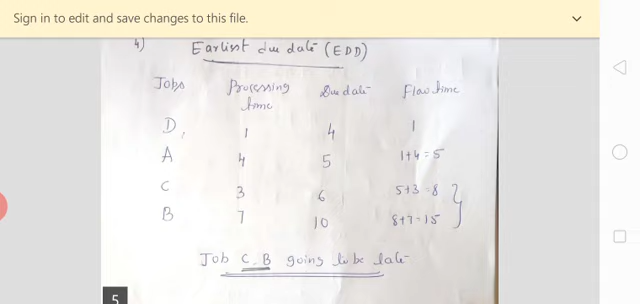 Sign in to edit and save changes to this file.
4) Earlist due date (EDD)
Jobs Processing time Due date Flow time
D, 1 4 1
A 4 5 1+4=5
C 3 6 5+3=8
B 7 10 8+7=15
Job C B going to be late
5